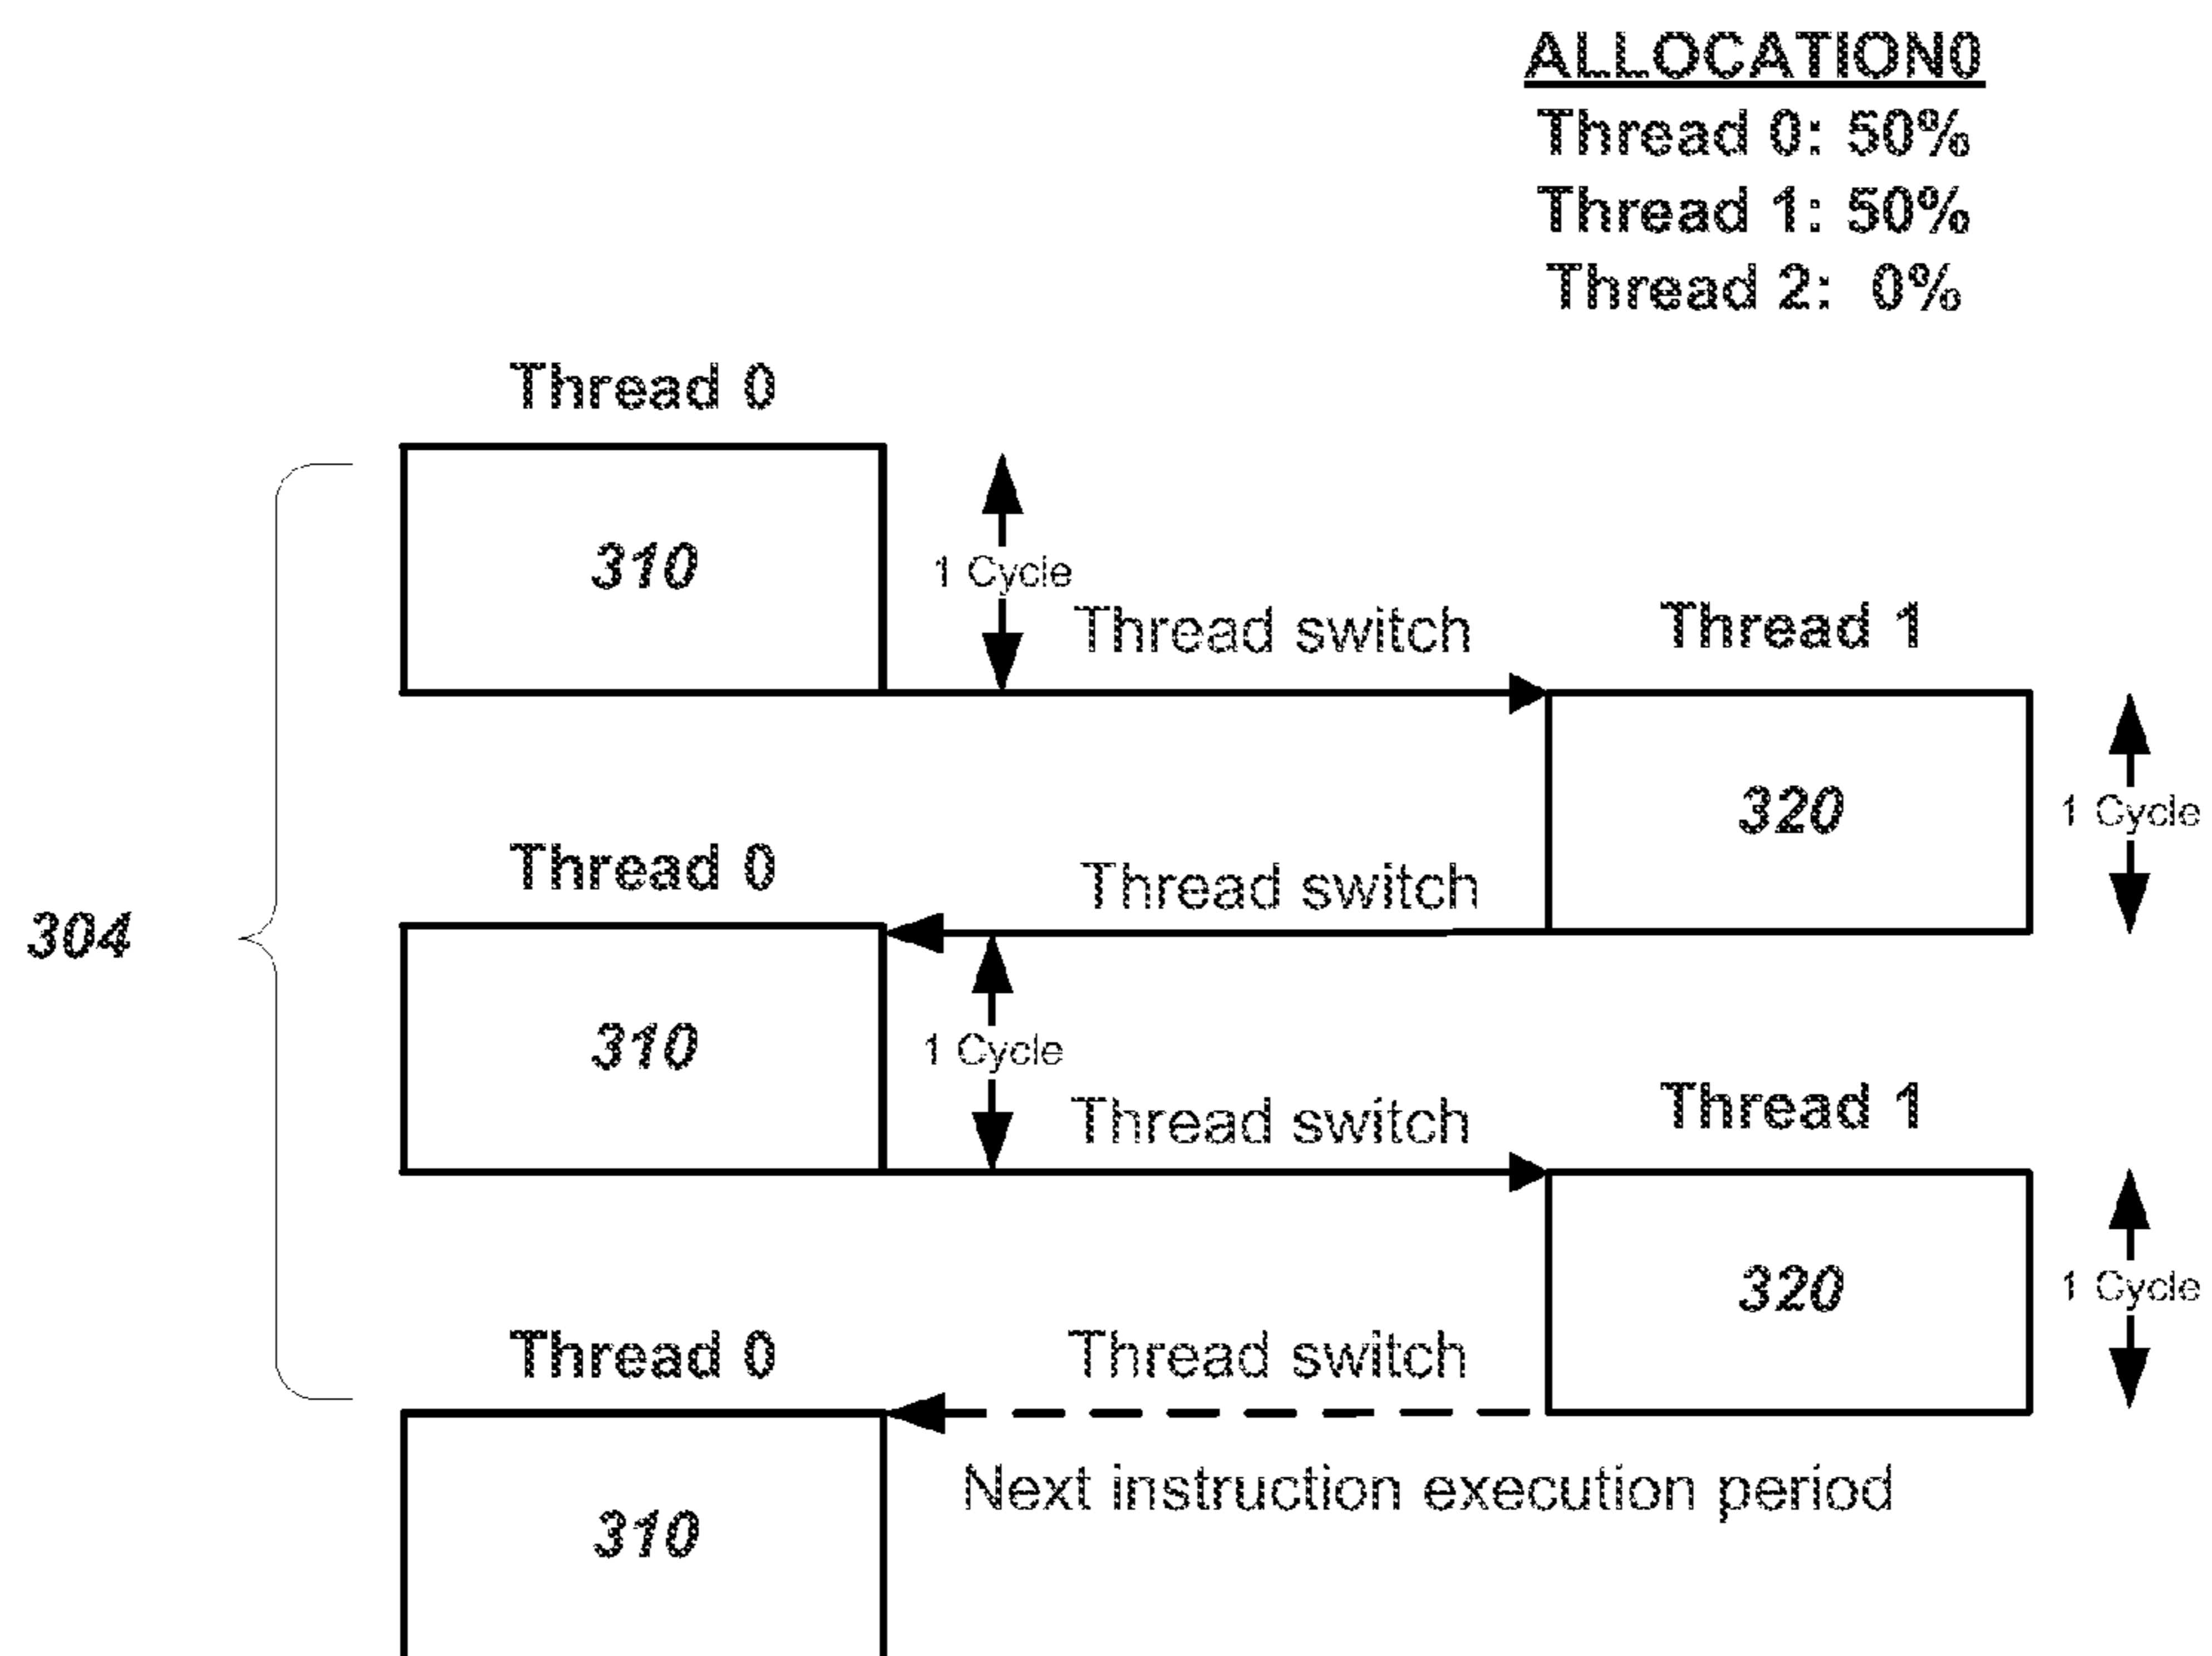 ALLOCATION0
Thread 0: 50%
Thread 1: 50%
Thread 2: 0%
Thread 0
310
1 Cycle
Thread switch
Thread 1
320
1 Cycle
Thread 0
Thread switch
304
310
1 Cycle
Thread switch
Thread 1
320
1 Cycle
Thread 0
Thread switch
Next instruction execution period
310